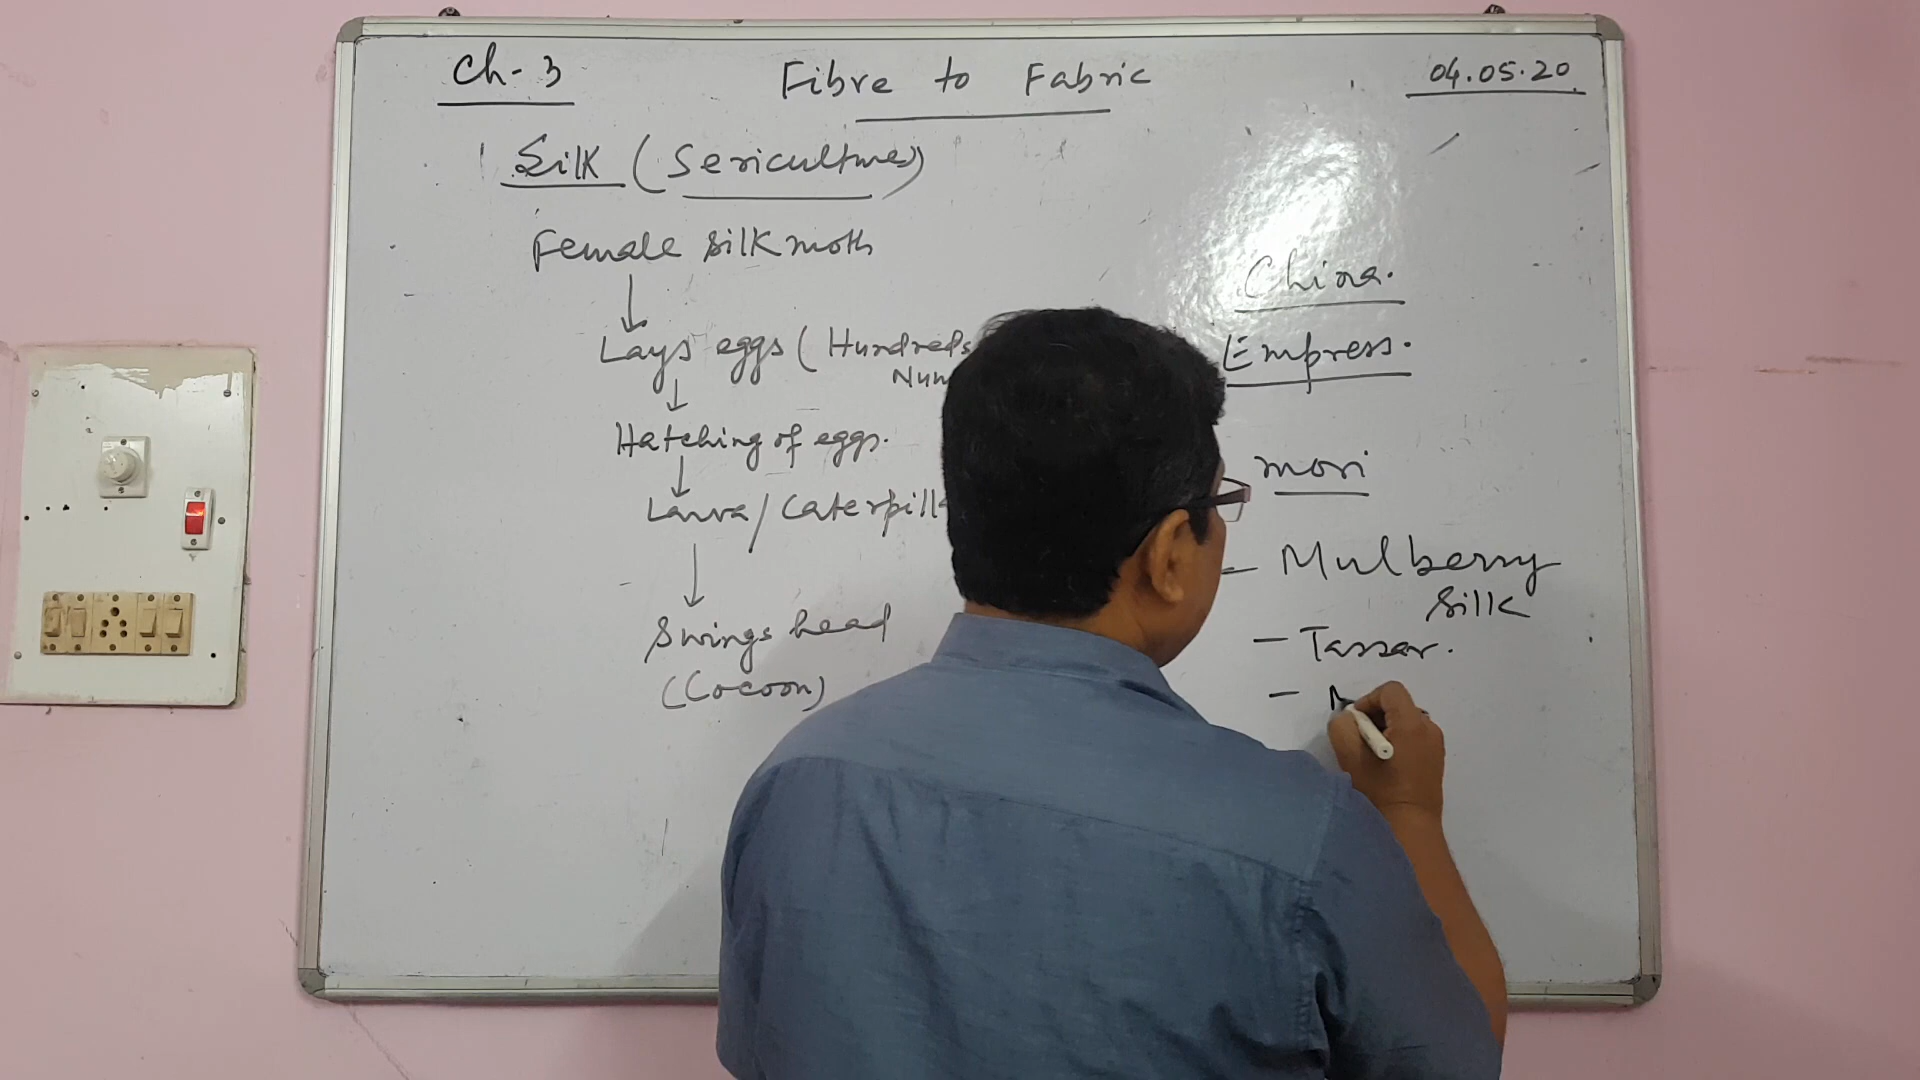 Ch-3 Fibre to Fabric 04.05.20
Silk (Sericulture)
Female silk moth
Lays eggs (Hundreds
Num
Hatching of eggs.
Larva/Caterpill
Swings head
(Cocoon)
China.
Empress.
mori
- Mulberry
silk
- Tassar.
-